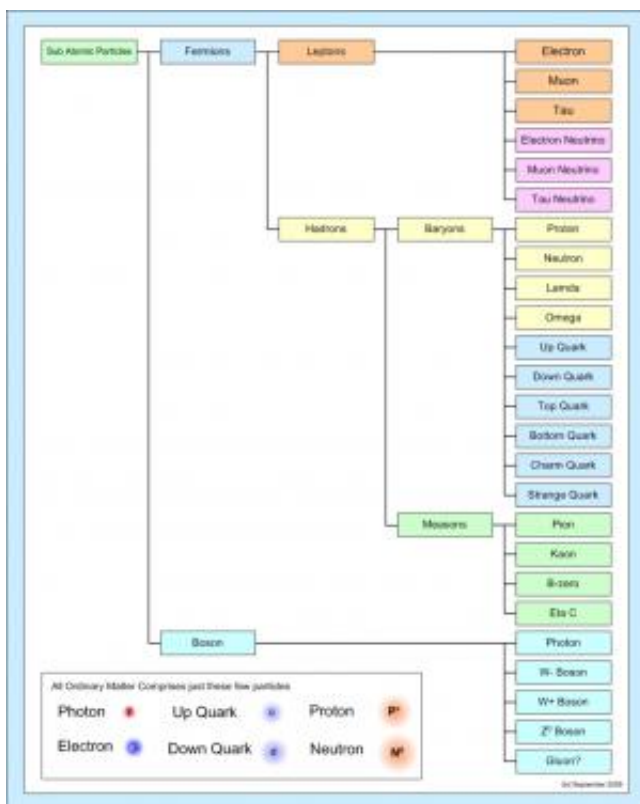 Sub Atomic Particles
Fermions
Leptons
Electron
Muon
Tau
Electron Neutrino
Muon Neutrino
Tau Neutrino
Hadrons
Baryons
Proton
Neutron
Lamda
Omega
Up Quark
Down Quark
Top Quark
Bottom Quark
Charm Quark
Strange Quark
Measons
Pion
Kaon
B-zero
Eta C
Boson
Photon
W- Boson
W+ Boson
Z⁰ Boson
Gluon?
All Ordinary Matter Comprises just these few particles
Photon
Up Quark
u
Proton
P⁺
Electron
Down Quark
d
Neutron
N⁰
September